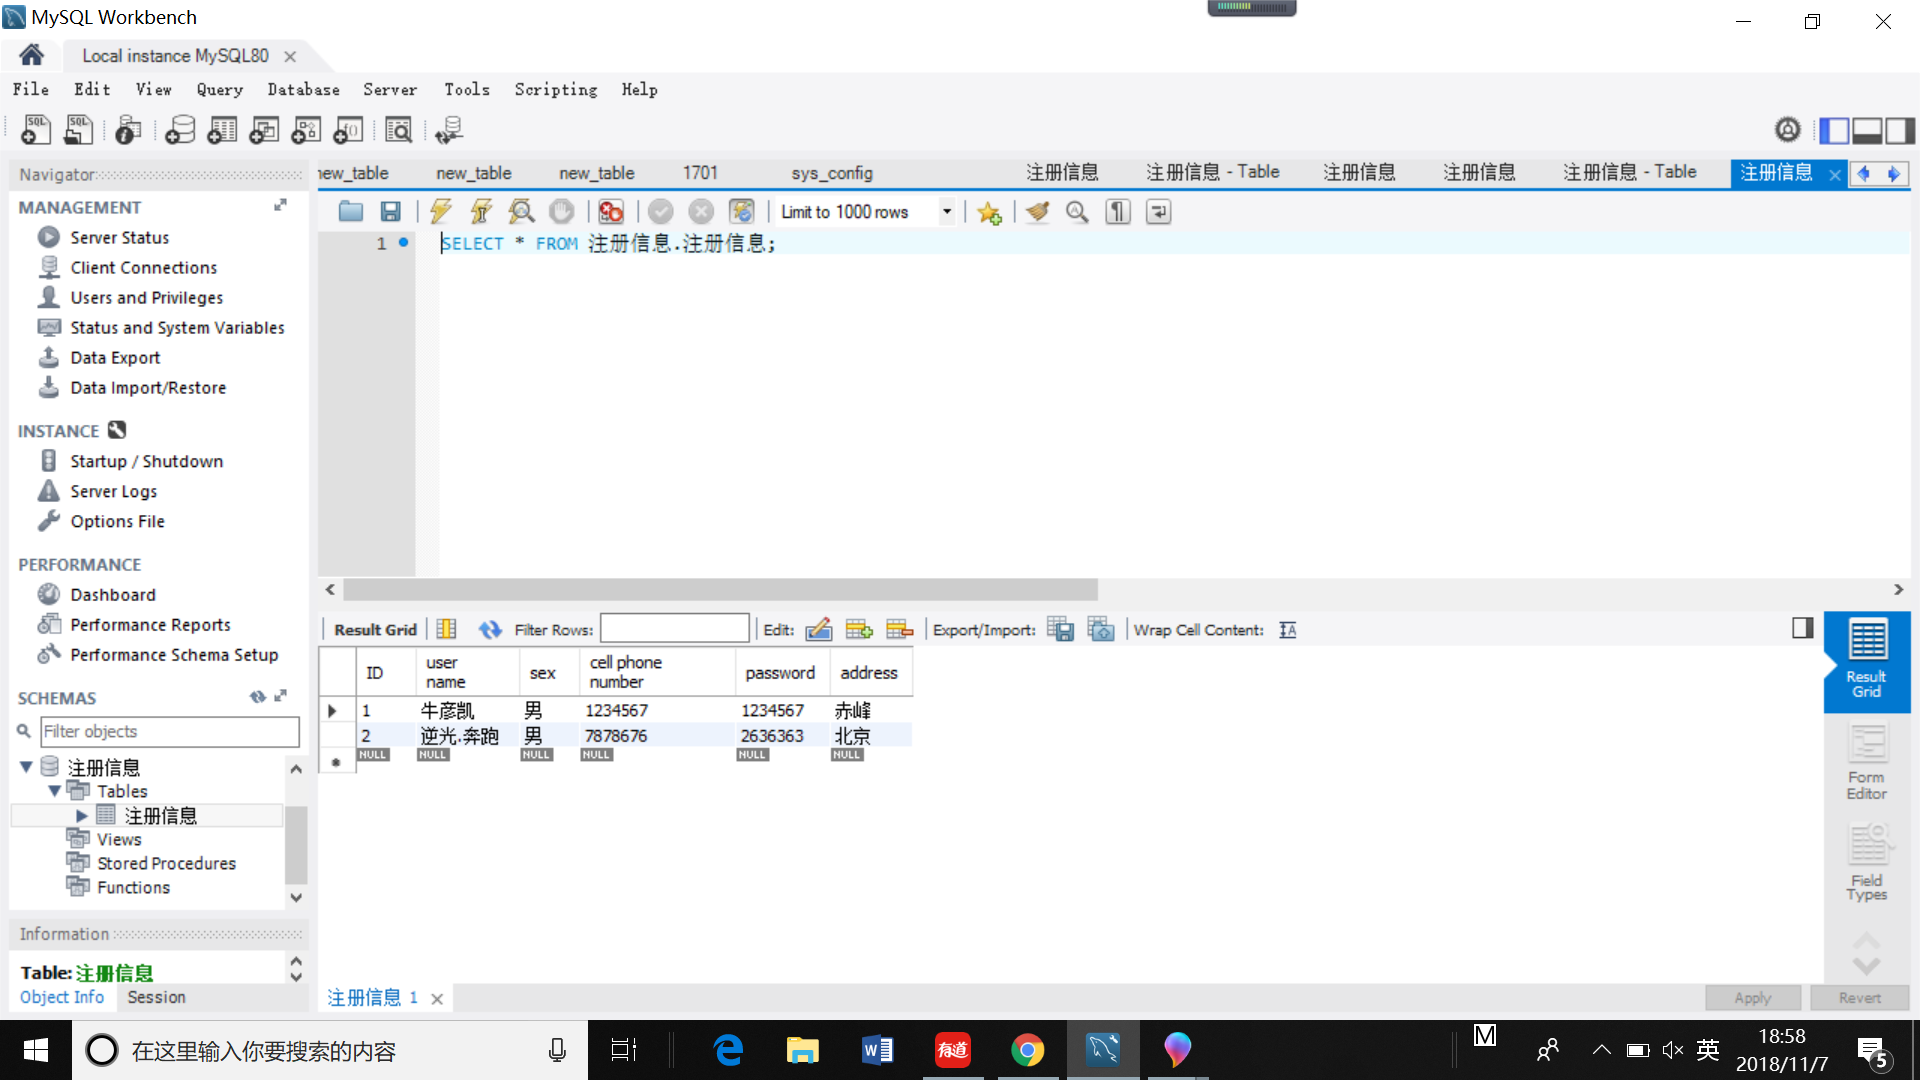 MySQL Workbench
Local instance MySQL80
File Edit View Query Database Server Tools Scripting Help
Navigator
MANAGEMENT
Server Status
Client Connections
Users and Privileges
Status and System Variables
Data Export
Data Import/Restore
INSTANCE
Startup / Shutdown
Server Logs
Options File
PERFORMANCE
Dashboard
Performance Reports
Performance Schema Setup
SCHEMAS
Filter objects
注册信息
Tables
注册信息
Views
Stored Procedures
Functions
Information
Table: 注册信息
Object Info Session
new_table new_table new_table 1701 sys_config 注册信息 注册信息 - Table 注册信息 注册信息 注册信息 - Table 注册信息
Limit to 1000 rows
1 SELECT * FROM 注册信息.注册信息;
Result Grid Filter Rows: Edit: Export/Import: Wrap Cell Content:
ID user name sex cell phone number password address
1 牛彦凯 男 1234567 1234567 赤峰
2 逆光.奔跑 男 7878676 2636363 北京
NULL NULL NULL NULL NULL NULL
Result Grid
Form Editor
Field Types
注册信息 1
Apply Revert
在这里输入你要搜索的内容
有道
M
英
18:58
2018/11/7
5